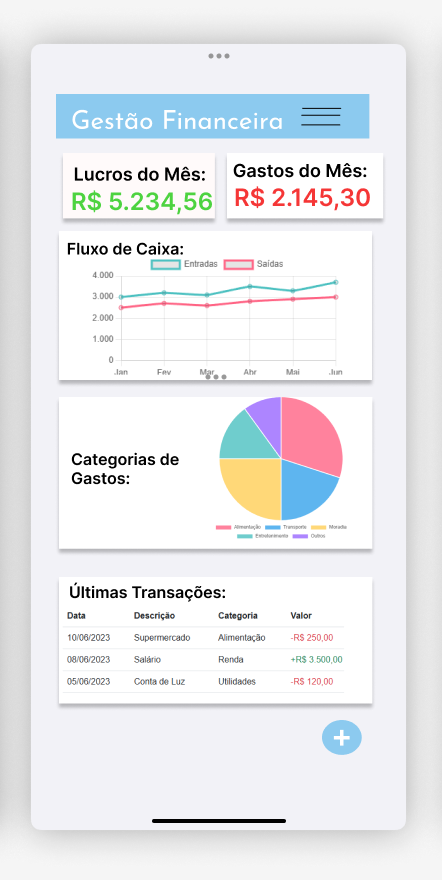 Gestão Financeira
Lucros do Mês:
R$ 5.234,56
Gastos do Mês:
R$ 2.145,30
Fluxo de Caixa:
Entradas Saídas
4.000
3.000
2.000
1.000
0
Jan Fev Mar Abr Mai Jun
Categorias de
Gastos:
Alimentação Transporte Moradia
Entretenimento Outros
Últimas Transações:
Data Descrição Categoria Valor
10/06/2023 Supermercado Alimentação -R$ 250,00
08/06/2023 Salário Renda +R$ 3.500,00
05/06/2023 Conta de Luz Utilidades -R$ 120,00